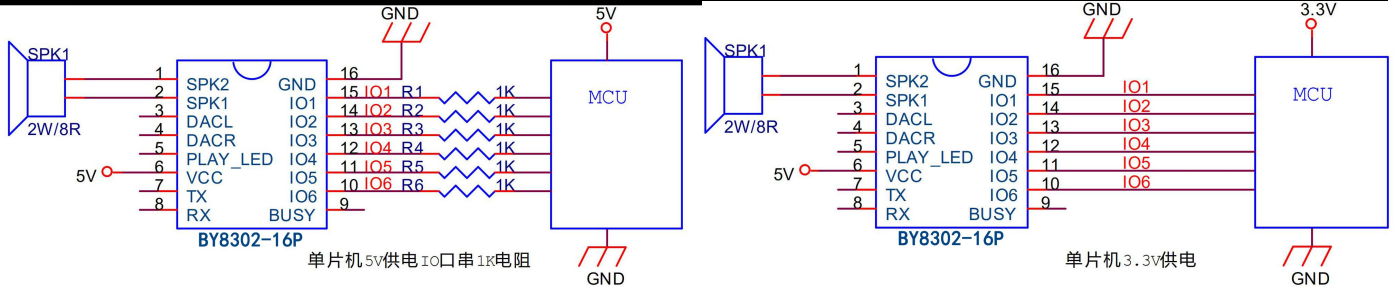 GND
5V
SPK1
2W/8R
1 SPK2 GND 16
2 SPK1 IO1 15 IO1 R1 1K
3 DACL IO2 14 IO2 R2 1K
4 DACR IO3 13 IO3 R3 1K
5 PLAY_LED IO4 12 IO4 R4 1K
5V 6 VCC IO5 11 IO5 R5 1K
7 TX IO6 10 IO6 R6 1K
8 RX BUSY 9
MCU
BY8302-16P
GND
单片机5V供电IO口串1K电阻
GND
3.3V
SPK1
2W/8R
1 SPK2 GND 16
2 SPK1 IO1 15 IO1
3 DACL IO2 14 IO2
4 DACR IO3 13 IO3
5 PLAY_LED IO4 12 IO4
5V 6 VCC IO5 11 IO5
7 TX IO6 10 IO6
8 RX BUSY 9
MCU
BY8302-16P
GND
单片机3.3V供电